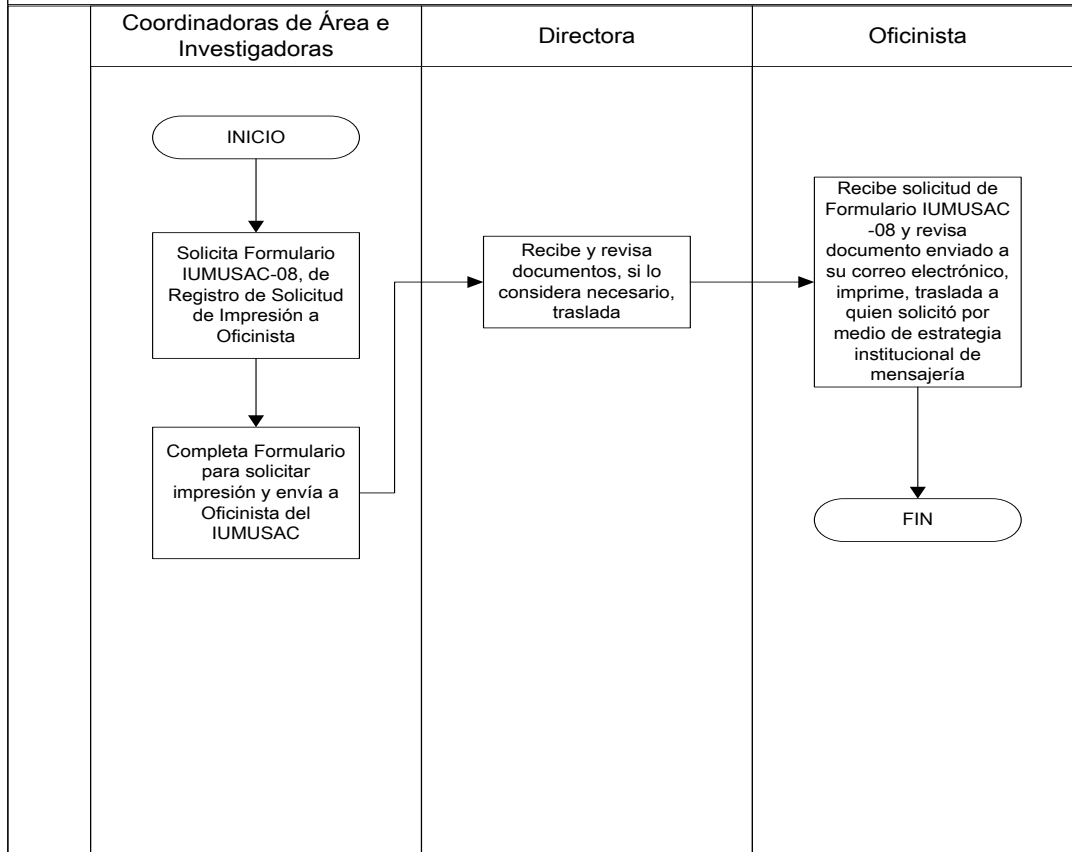 Coordinadoras de Área e
Investigadoras
Directora
Oficinista
INICIO
Solicita Formulario
IUMUSAC-08, de
Registro de Solicitud
de Impresión a
Oficinista
Completa Formulario
para solicitar
impresión y envía a
Oficinista del
IUMUSAC
Recibe y revisa
documentos, si lo
considera necesario,
traslada
Recibe solicitud de
Formulario IUMUSAC
-08 y revisa
documento enviado a
su correo electrónico,
imprime, traslada a
quien solicitó por
medio de estrategia
institucional de
mensajería
FIN